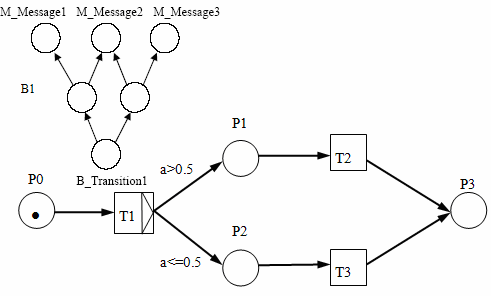 M_Message1 M_Message2 M_Message3
B1
B_Transition1
P0
T1
a>0.5
a<=0.5
P1
P2
T2
T3
P3